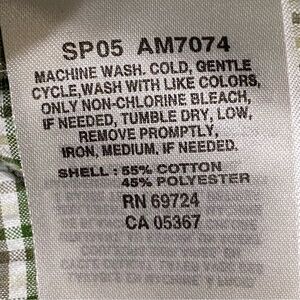 SP05 AM7074
MACHINE WASH. COLD, GENTLE
CYCLE, WASH WITH LIKE COLORS,
ONLY NON-CHLORINE BLEACH,
IF NEEDED, TUMBLE DRY, LOW,
REMOVE PROMPTLY,
IRON, MEDIUM, IF NEEDED.
SHELL : 55% COTTON
45% POLYESTER
RN 69724
CA 05367